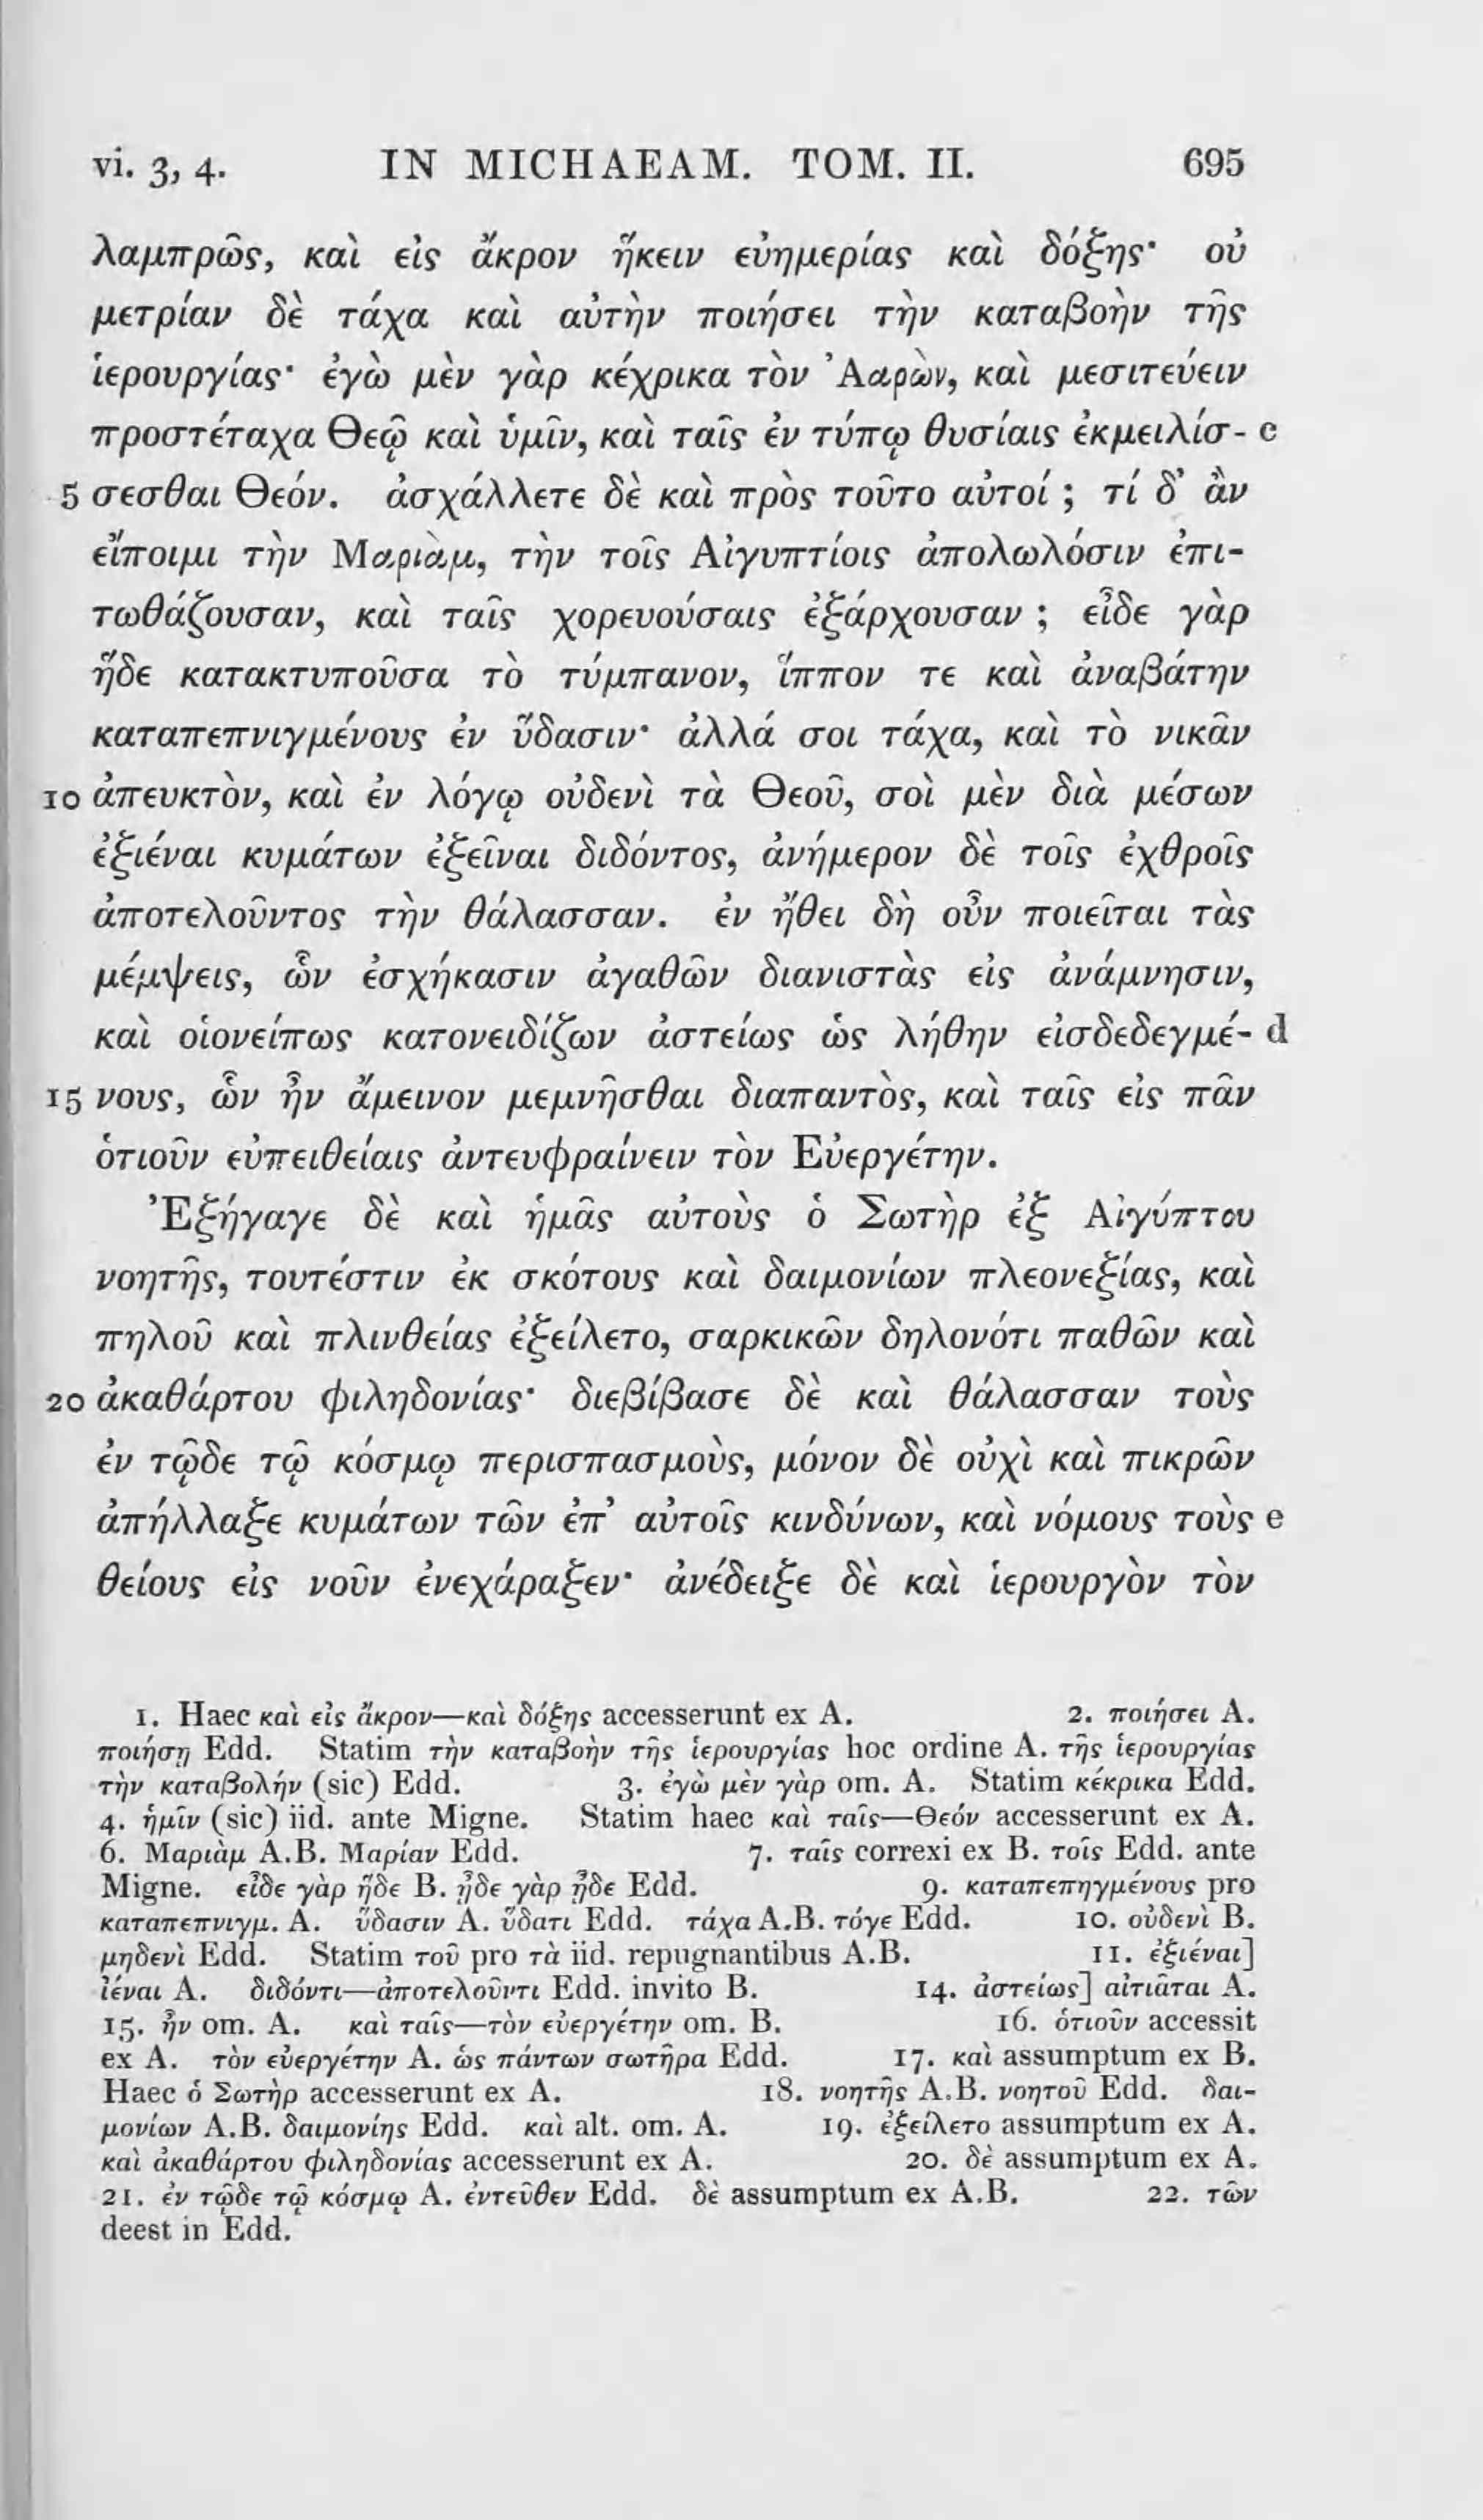 vi. 3, 4. IN MICHAEAM. TOM. II. 695
λαμπρῶς, καὶ εἰς ἄκρον ἥκειν εὐημερίας καὶ δόξης· οὐ
μετρίαν δὲ τάχα καὶ αὐτὴν ποιήσει τὴν καταβοὴν τῆς
ἱερουργίας· ἐγὼ μὲν γὰρ κέχρικα τὸν Ἀαρὼν, καὶ μεσιτεύειν
προστέταχα Θεῷ καὶ ὑμῖν, καὶ ταῖς ἐν τύπῳ θυσίαις ἐκμειλίσ- c
5 σεσθαι Θεόν. ἀσχάλλετε δὲ καὶ πρὸς τοῦτο αὐτοί ; τί δ’ ἂν
εἴποιμι τὴν Μαριὰμ, τὴν τοῖς Αἰγυπτίοις ἀπολωλόσιν ἐπι-
τωθάζουσαν, καὶ ταῖς χορευούσαις ἐξάρχουσαν ; εἶδε γὰρ
ἥδε κατακτυποῦσα τὸ τύμπανον, ἵππον τε καὶ ἀναβάτην
καταπεπνιγμένους ἐν ὕδασιν· ἀλλά σοι τάχα, καὶ τὸ νικᾶν
10 ἀπευκτὸν, καὶ ἐν λόγῳ οὐδενὶ τὰ Θεοῦ, σοὶ μὲν διὰ μέσων
ἐξιέναι κυμάτων ἐξεῖναι διδόντος, ἀνήμερον δὲ τοῖς ἐχθροῖς
ἀποτελοῦντος τὴν θάλασσαν. ἐν ἤθει δὴ οὖν ποιεῖται τὰς
μέμψεις, ὧν ἐσχήκασιν ἀγαθῶν διανιστὰς εἰς ἀνάμνησιν,
καὶ οἱονείπως κατονειδίζων ἀστείως ὡς λήθην εἰσδεδεγμέ- d
15 νους, ὧν ἦν ἄμεινον μεμνῆσθαι διαπαντὸς, καὶ ταῖς εἰς πᾶν
ὁτιοῦν εὐπειθείαις ἀντευφραίνειν τὸν Εὐεργέτην.
Ἐξήγαγε δὲ καὶ ἡμᾶς αὐτοὺς ὁ Σωτὴρ ἐξ Αἰγύπτου
νοητῆς, τουτέστιν ἐκ σκότους καὶ δαιμονίων πλεονεξίας, καὶ
πηλοῦ καὶ πλινθείας ἐξείλετο, σαρκικῶν δηλονότι παθῶν καὶ
20 ἀκαθάρτου φιληδονίας· διεβίβασε δὲ καὶ θάλασσαν τοὺς
ἐν τῷδε τῷ κόσμῳ περισπασμοὺς, μόνον δὲ οὐχὶ καὶ πικρῶν
ἀπήλλαξε κυμάτων τῶν ἐπ’ αὐτοῖς κινδύνων, καὶ νόμους τοὺς e
θείους εἰς νοῦν ἐνεχάραξεν· ἀνέδειξε δὲ καὶ ἱερουργὸν τὸν
1. Haec καὶ εἰς ἄκρον—καὶ δόξης accesserunt ex A. 2. ποιήσει A.
ποιήσῃ Edd. Statim τὴν καταβοὴν τῆς ἱερουργίας hoc ordine A. τῆς ἱερουργίας
τὴν καταβολήν (sic) Edd. 3. ἐγὼ μὲν γὰρ om. A. Statim κέκρικα Edd.
4. ἡμῖν (sic) iid. ante Migne. Statim haec καὶ ταῖς—Θεόν accesserunt ex A.
6. Μαριὰμ A.B. Μαρίαν Edd. 7. ταῖς correxi ex B. τοῖς Edd. ante
Migne. εἶδε γὰρ ἥδε B. ᾖδε γὰρ ᾖδε Edd. 9. καταπεπηγμένους pro
καταπεπνιγμ. A. ὕδασιν A. ὕδατι Edd. τάχα A.B. τόγε Edd. 10. οὐδενὶ B.
μηδενὶ Edd. Statim τοῦ pro τὰ iid. repugnantibus A.B. 11. ἐξιέναι]
ἰέναι A. διδόντι—ἀποτελοῦντι Edd. invito B. 14. ἀστείως] αἰτιᾶται A.
15. ἦν om. A. καὶ ταῖς—τὸν εὐεργέτην om. B. 16. ὁτιοῦν accessit
ex A. τὸν εὐεργέτην A. ὡς πάντων σωτῆρα Edd. 17. καὶ assumptum ex B.
Haec ὁ Σωτὴρ accesserunt ex A. 18. νοητῆς A.B. νοητοῦ Edd. δαι-
μονίων A.B. δαιμονίης Edd. καὶ alt. om. A. 19. ἐξείλετο assumptum ex A.
καὶ ἀκαθάρτου φιληδονίας accesserunt ex A. 20. δὲ assumptum ex A.
21. ἐν τῷδε τῷ κόσμῳ A. ἐντεῦθεν Edd. δὲ assumptum ex A.B. 22. τῶν
deest in Edd.